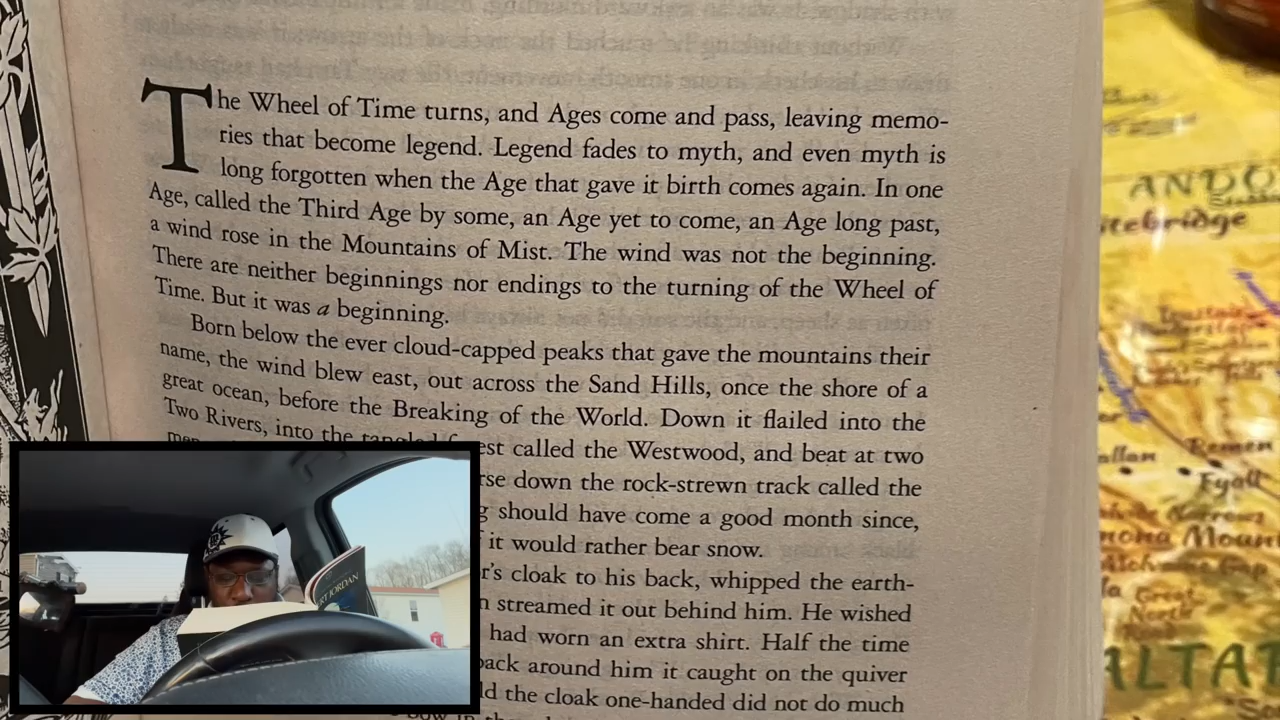 The Wheel of Time turns, and Ages come and pass, leaving memo-
ries that become legend. Legend fades to myth, and even myth is
long forgotten when the Age that gave it birth comes again. In one
Age, called the Third Age by some, an Age yet to come, an Age long past,
a wind rose in the Mountains of Mist. The wind was not the beginning.
There are neither beginnings nor endings to the turning of the Wheel of
Time. But it was a beginning.
Born below the ever cloud-capped peaks that gave the mountains their
name, the wind blew east, out across the Sand Hills, once the shore of a
great ocean, before the Breaking of the World. Down it flailed into the
Two Rivers, into the tangled forest called the Westwood, and beat at two
down the rock-strewn track called the
should have come a good month since,
it would rather bear snow.
cloak to his back, whipped the earth-
streamed it out behind him. He wished
had worn an extra shirt. Half the time
around him it caught on the quiver
the cloak one-handed did not do much
JORDAN
ANDO
tebridge
Remen
Fyall
Moun
Great
North
ALTAR